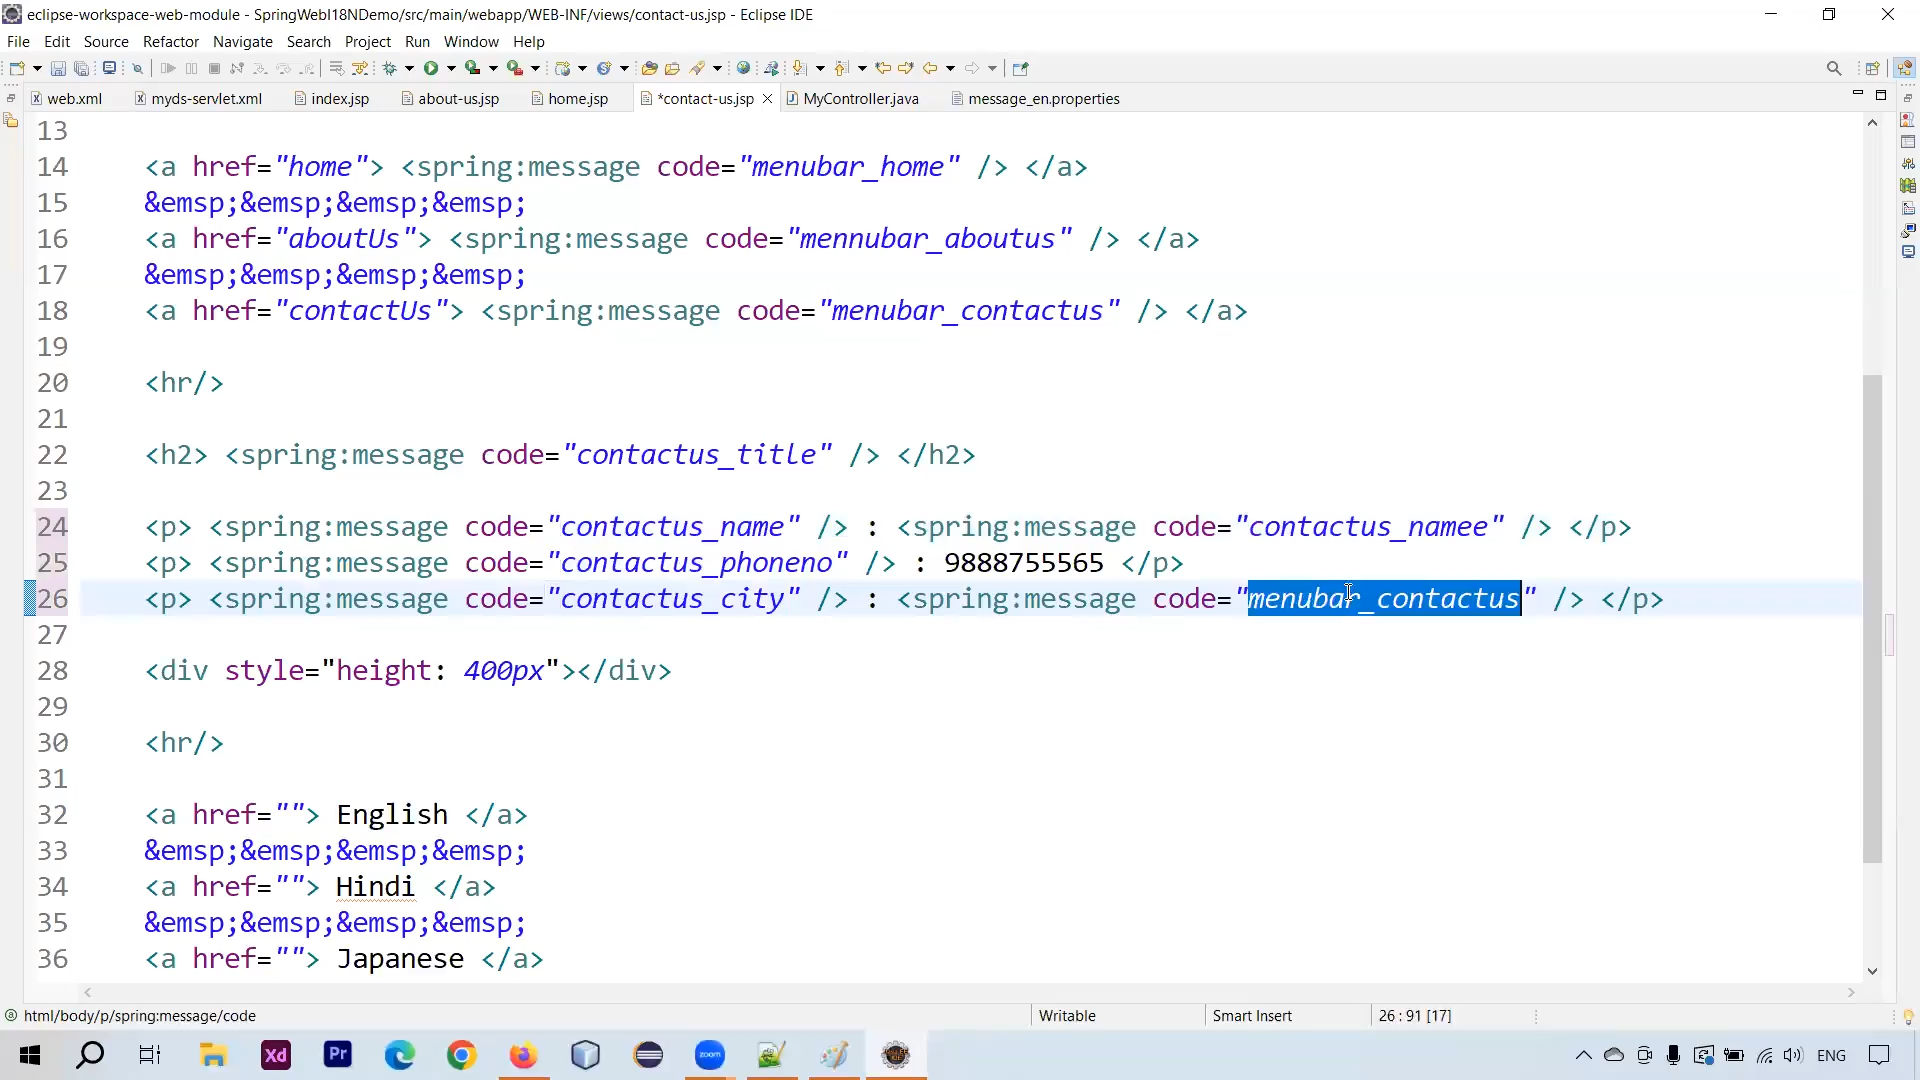 eclipse-workspace-web-module - SpringWebI18NDemo/src/main/webapp/WEB-INF/views/contact-us.jsp - Eclipse IDE
File Edit Source Refactor Navigate Search Project Run Window Help
web.xml myds-servlet.xml index.jsp about-us.jsp home.jsp *contact-us.jsp MyController.java message_en.properties
13
14 <a href="home"> <spring:message code="menubar_home" /> </a>
15 &emsp;&emsp;&emsp;&emsp;
16 <a href="aboutUs"> <spring:message code="mennubar_aboutus" /> </a>
17 &emsp;&emsp;&emsp;&emsp;
18 <a href="contactUs"> <spring:message code="menubar_contactus" /> </a>
19
20 <hr/>
21
22 <h2> <spring:message code="contactus_title" /> </h2>
23
24 <p> <spring:message code="contactus_name" /> : <spring:message code="contactus_namee" /> </p>
25 <p> <spring:message code="contactus_phoneno" /> : 9888755565 </p>
26 <p> <spring:message code="contactus_city" /> : <spring:message code="menubar_contactus" /> </p>
27
28 <div style="height: 400px"></div>
29
30 <hr/>
31
32 <a href=""> English </a>
33 &emsp;&emsp;&emsp;&emsp;
34 <a href=""> Hindi </a>
35 &emsp;&emsp;&emsp;&emsp;
36 <a href=""> Japanese </a>
html/body/p/spring:message/code Writable Smart Insert 26 : 91 [17]
Xd Pr zoom ENG